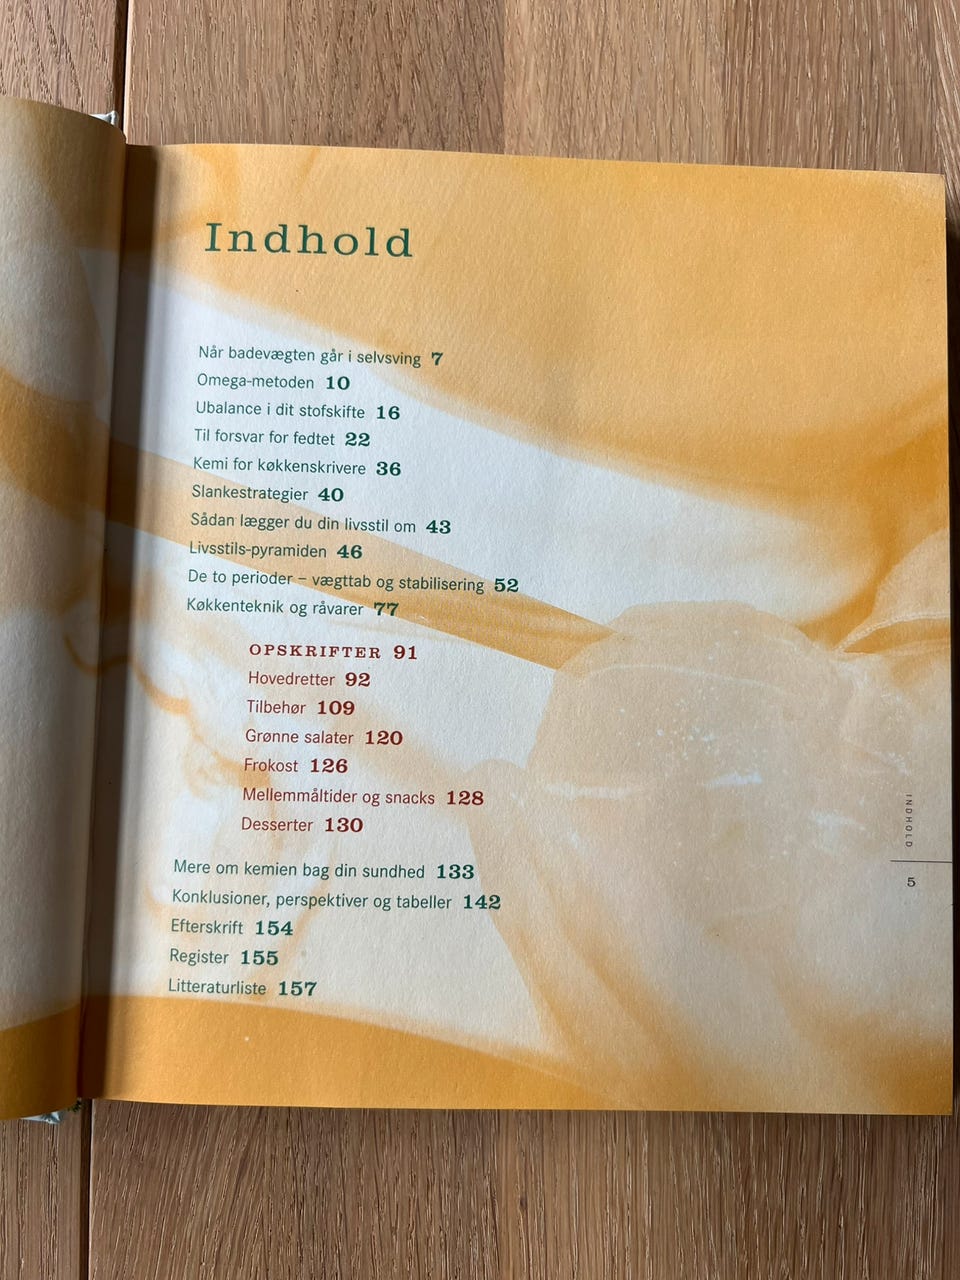 Indhold
Når badevægten går i selvsving 7
Omega-metoden 10
Ubalance i dit stofskifte 16
Til forsvar for fedtet 22
Kemi for køkkenskrivere 36
Slankestrategier 40
Sådan lægger du din livsstil om 43
Livsstils-pyramiden 46
De to perioder – vægttab og stabilisering 52
Køkkenteknik og råvarer 77
OPSKRIFTER 91
Hovedretter 92
Tilbehør 109
Grønne salater 120
Frokost 126
Mellemmåltider og snacks 128
Desserter 130
Mere om kemien bag din sundhed 133
Konklusioner, perspektiver og tabeller 142
Efterskrift 154
Register 155
Litteraturliste 157
INDHOLD
5